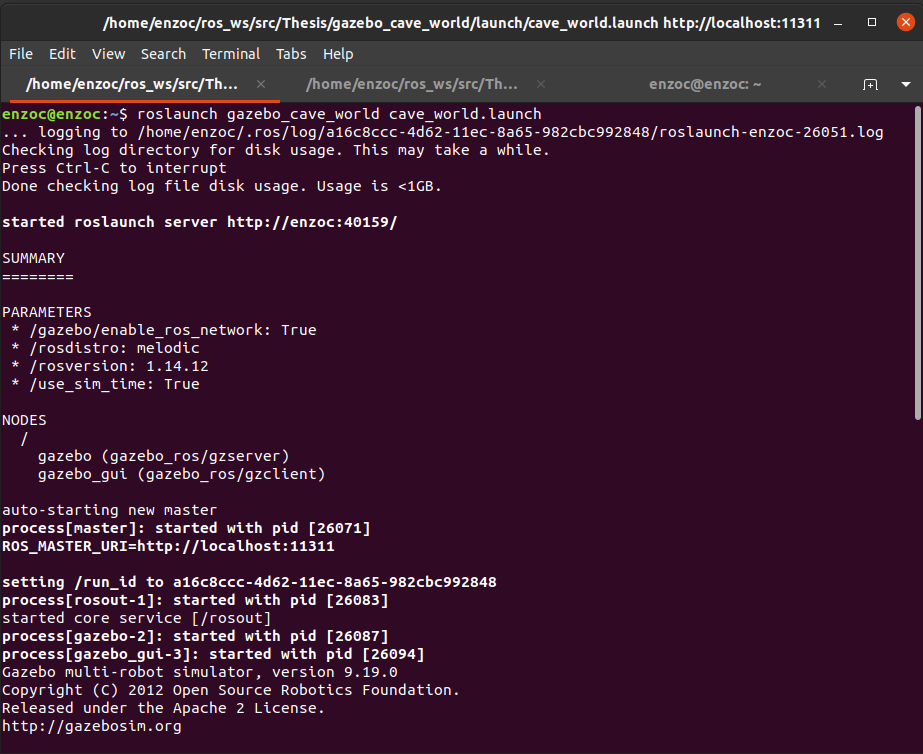 /home/enzoc/ros_ws/src/Thesis/gazebo_cave_world/launch/cave_world.launch http://localhost:11311
File Edit View Search Terminal Tabs Help
/home/enzoc/ros_ws/src/Th... /home/enzoc/ros_ws/src/Th... enzoc@enzoc: ~
enzoc@enzoc:~$ roslaunch gazebo_cave_world cave_world.launch
... logging to /home/enzoc/.ros/log/a16c8ccc-4d62-11ec-8a65-982cbc992848/roslaunch-enzoc-26051.log
Checking log directory for disk usage. This may take a while.
Press Ctrl-C to interrupt
Done checking log file disk usage. Usage is <1GB.
started roslaunch server http://enzoc:40159/
SUMMARY
========
PARAMETERS
* /gazebo/enable_ros_network: True
* /rosdistro: melodic
* /rosversion: 1.14.12
* /use_sim_time: True
NODES
/
gazebo (gazebo_ros/gzserver)
gazebo_gui (gazebo_ros/gzclient)
auto-starting new master
process[master]: started with pid [26071]
ROS_MASTER_URI=http://localhost:11311
setting /run_id to a16c8ccc-4d62-11ec-8a65-982cbc992848
process[rosout-1]: started with pid [26083]
started core service [/rosout]
process[gazebo-2]: started with pid [26087]
process[gazebo_gui-3]: started with pid [26094]
Gazebo multi-robot simulator, version 9.19.0
Copyright (C) 2012 Open Source Robotics Foundation.
Released under the Apache 2 License.
http://gazebosim.org